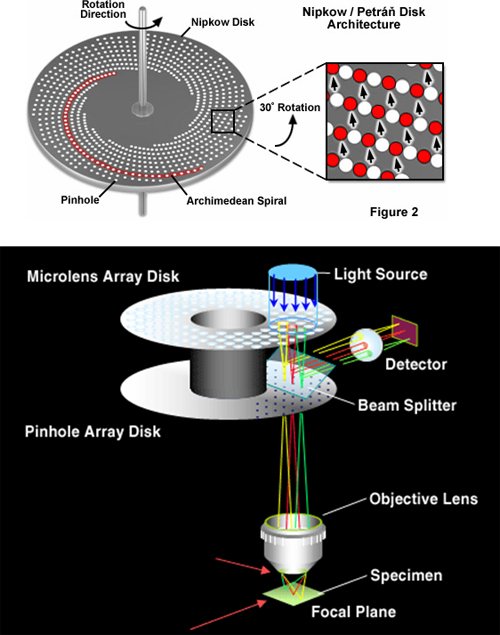 Rotation
Direction
Nipkow Disk
Nipkow / Petráň Disk
Architecture
30° Rotation
Pinhole
Archimedean Spiral
Figure 2
Microlens Array Disk
Light Source
Detector
Beam Splitter
Pinhole Array Disk
Objective Lens
Specimen
Focal Plane